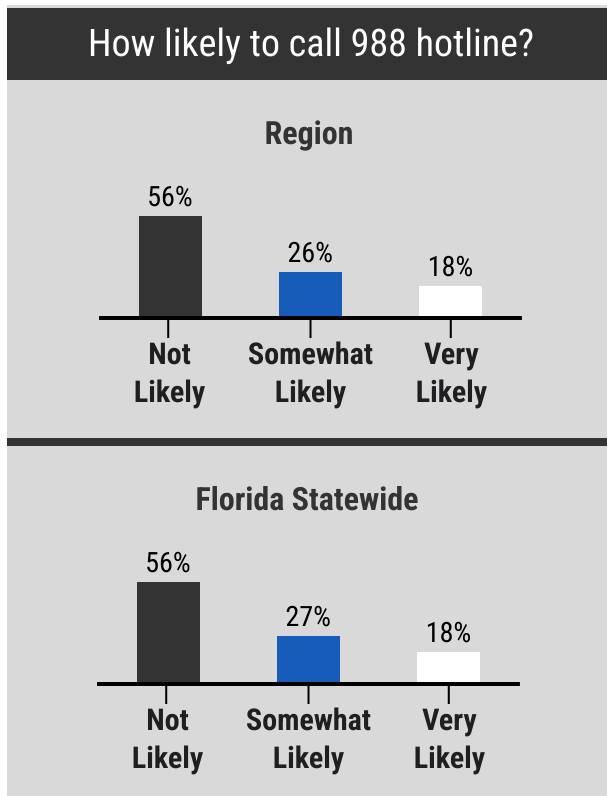 How likely to call 988 hotline?
Region
56%
26%
18%
Not
Likely
Somewhat
Likely
Very
Likely
Florida Statewide
56%
27%
18%
Not
Likely
Somewhat
Likely
Very
Likely